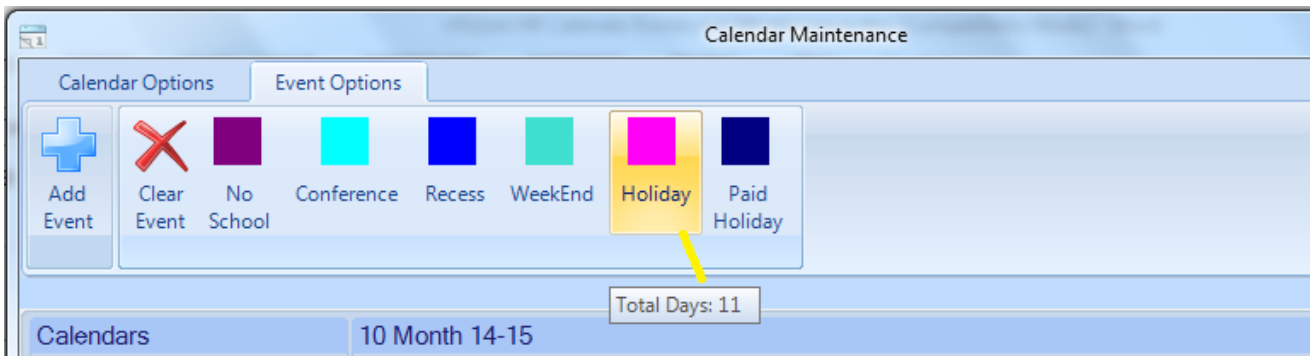 Calendar Maintenance
Calendar Options Event Options
Add Event
Clear Event
No School
Conference
Recess
WeekEnd
Holiday
Paid Holiday
Total Days: 11
Calendars 10 Month 14-15